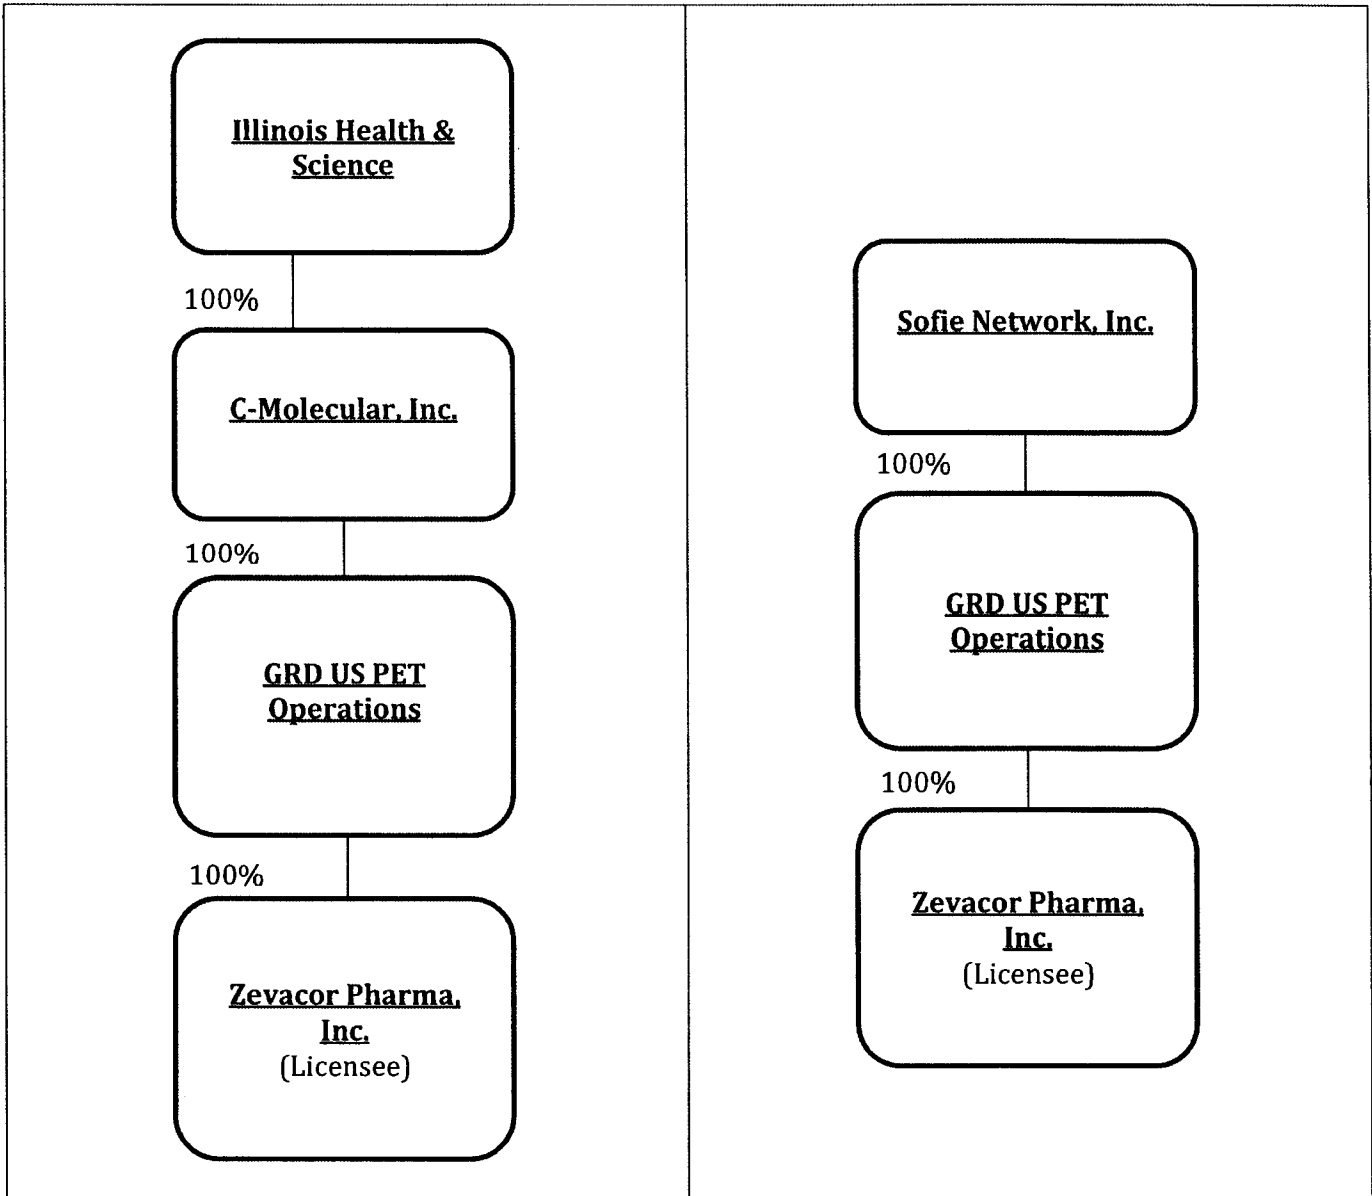 Illinois Health &
Science
100%
C-Molecular, Inc.
100%
GRD US PET
Operations
100%
Zevacor Pharma,
Inc.
(Licensee)
Sofie Network, Inc.
100%
GRD US PET
Operations
100%
Zevacor Pharma,
Inc.
(Licensee)